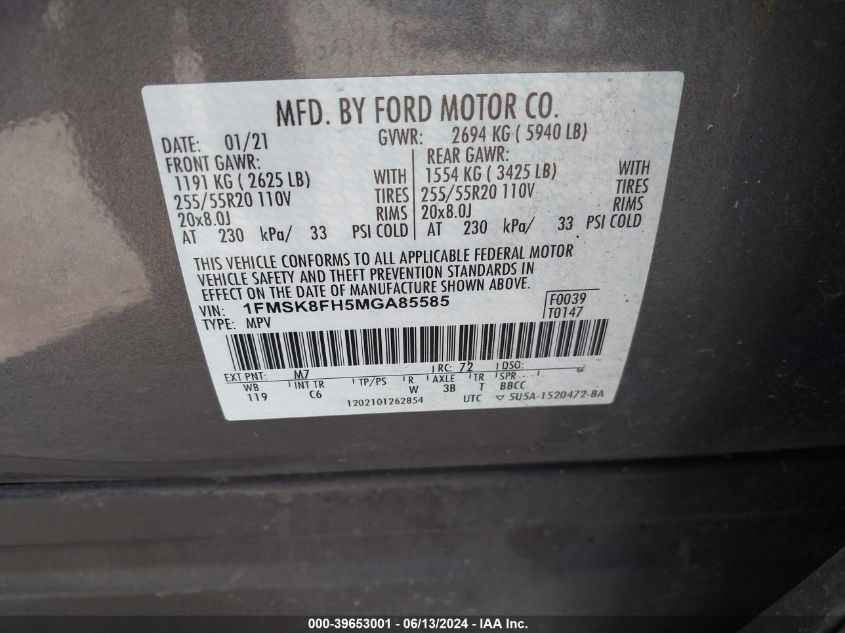 MFD. BY FORD MOTOR CO.
DATE: 01/21 GVWR: 2694 KG ( 5940 LB)
FRONT GAWR: REAR GAWR:
1191 KG ( 2625 LB) WITH 1554 KG ( 3425 LB) WITH
255/55R20 110V TIRES 255/55R20 110V TIRES
20x8.0J RIMS 20x8.0J RIMS
AT 230 kPa/ 33 PSI COLD AT 230 kPa/ 33 PSI COLD
THIS VEHICLE CONFORMS TO ALL APPLICABLE FEDERAL MOTOR
VEHICLE SAFETY AND THEFT PREVENTION STANDARDS IN
EFFECT ON THE DATE OF MANUFACTURE SHOWN ABOVE.
VIN: 1FMSK8FH5MGA85585 F0039
TYPE: MPV T0147
EXT PNT: M7 RC: 72 DSO:
WB INT TR TP/PS R AXLE TR SPR
119 C6 W 3B T BBCC
1202101262854 UTC ▽ 5U5A-1520472-BA
000-39653001 - 06/13/2024 - IAA Inc.